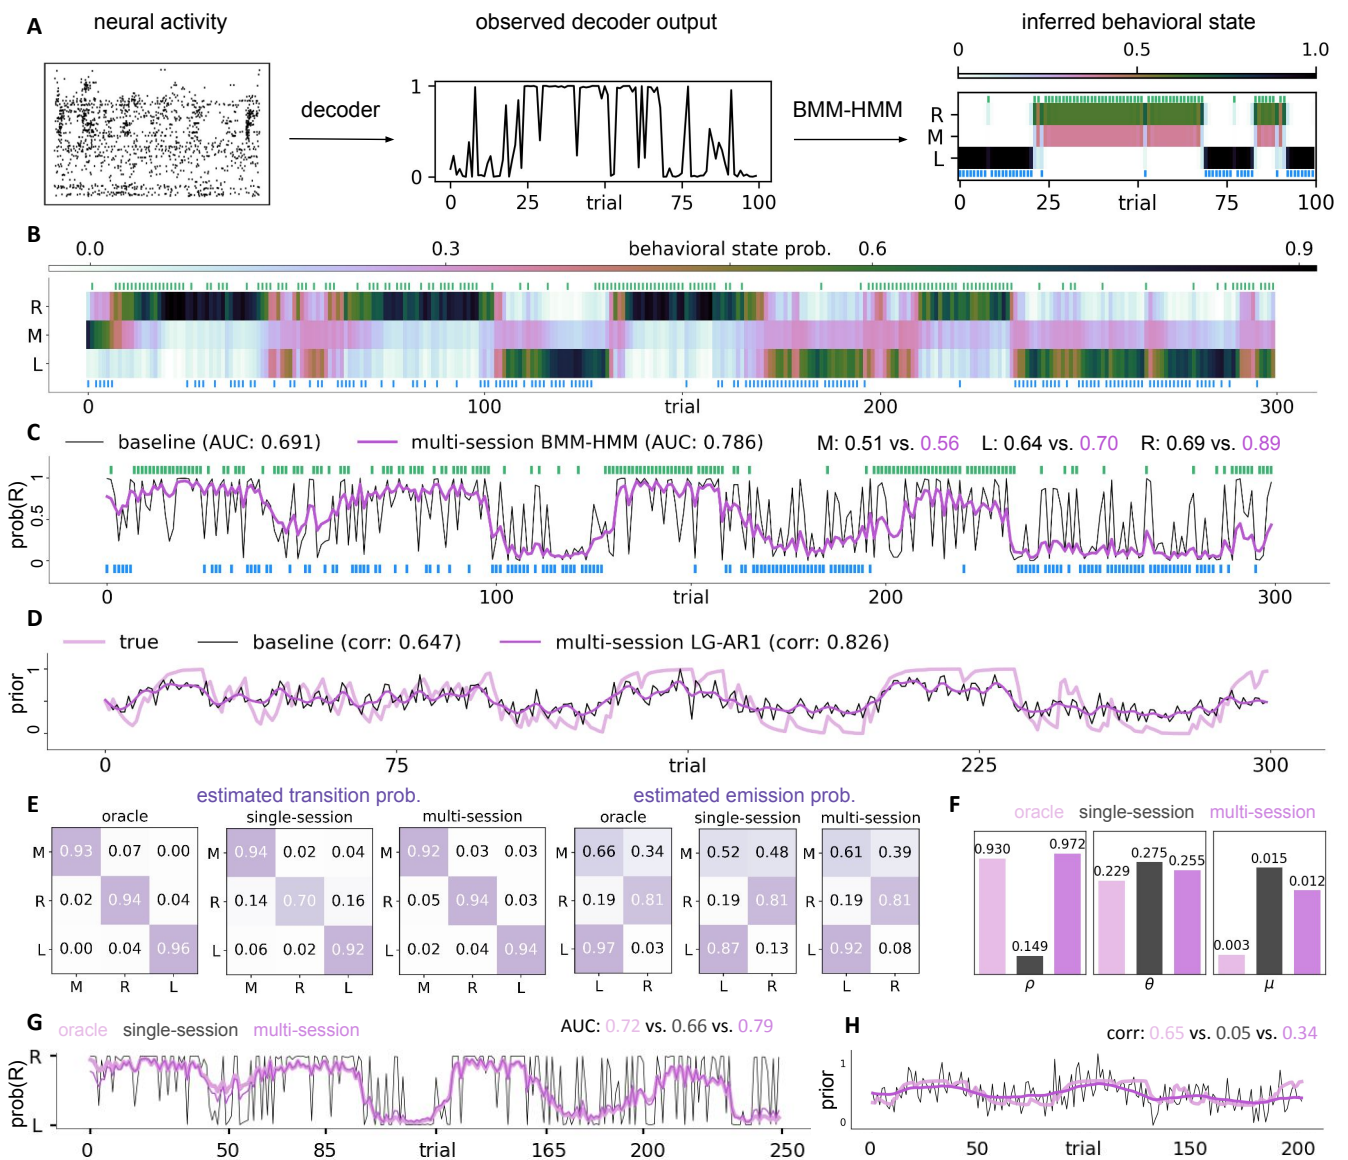 A
neural activity
observed decoder output
inferred behavioral state
0 0.5 1.0
1
0
decoder
BMM-HMM
R
M
L
0 25 trial 75 100
0 25 trial 75 100
B
0.0 0.3 behavioral state prob. 0.6 0.9
R
M
L
0 100 trial 200 300
C
baseline (AUC: 0.691) multi-session BMM-HMM (AUC: 0.786) M: 0.51 vs. 0.56 L: 0.64 vs. 0.70 R: 0.69 vs. 0.89
prob(R)
1
0.5
0
0 100 trial 200 300
D
true baseline (corr: 0.647) multi-session LG-AR1 (corr: 0.826)
prior
1
0
0 75 trial 225 300
E
estimated transition prob.
estimated emission prob.
oracle single-session multi-session oracle single-session multi-session
M 0.93 0.07 0.00 M 0.94 0.02 0.04 M 0.92 0.03 0.03 M 0.66 0.34 M 0.52 0.48 M 0.61 0.39
R 0.02 0.94 0.04 R 0.14 0.70 0.16 R 0.05 0.94 0.03 R 0.19 0.81 R 0.19 0.81 R 0.19 0.81
L 0.00 0.04 0.96 L 0.06 0.02 0.92 L 0.02 0.04 0.94 L 0.97 0.03 L 0.87 0.13 L 0.92 0.08
M R L M R L M R L L R L R L R
F
oracle single-session multi-session
0.930 0.149 0.972
0.229 0.275 0.255
0.003 0.015 0.012
ρ θ μ
G
oracle single-session multi-session
AUC: 0.72 vs. 0.66 vs. 0.79
prob(R)
R
L
0 50 85 trial 165 200 250
H
corr: 0.65 vs. 0.05 vs. 0.34
prior
1
0
0 50 trial 150 200